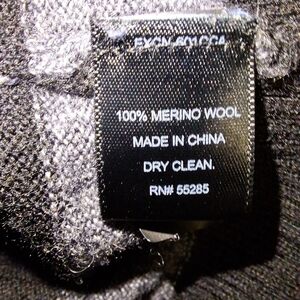 100% MERINO WOOL
MADE IN CHINA
DRY CLEAN.
RN# 55285